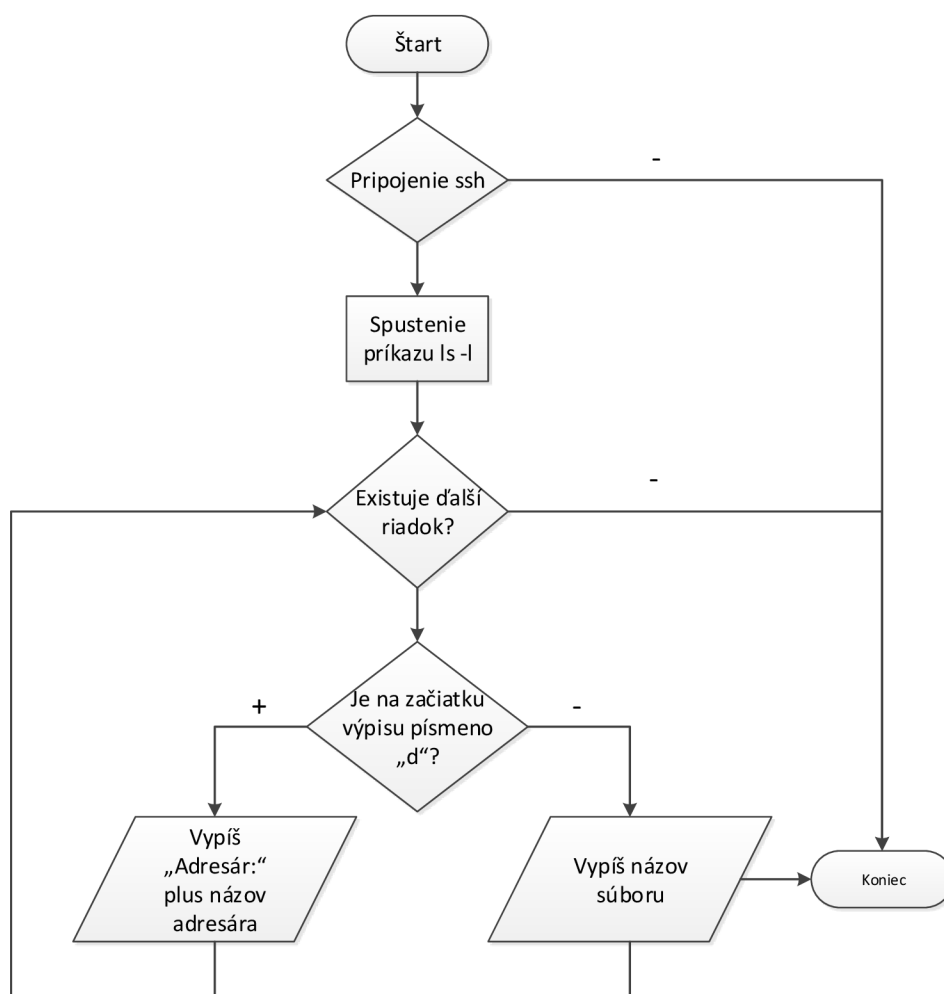 Štart
-
Pripojenie ssh
Spustenie
príkazu ls -l
-
Existuje ďalší
riadok?
Je na začiatku
výpisu písmeno
„d“?
+
-
Vypíš
„Adresár:“
plus názov
adresára
Vypíš názov
súboru
Koniec